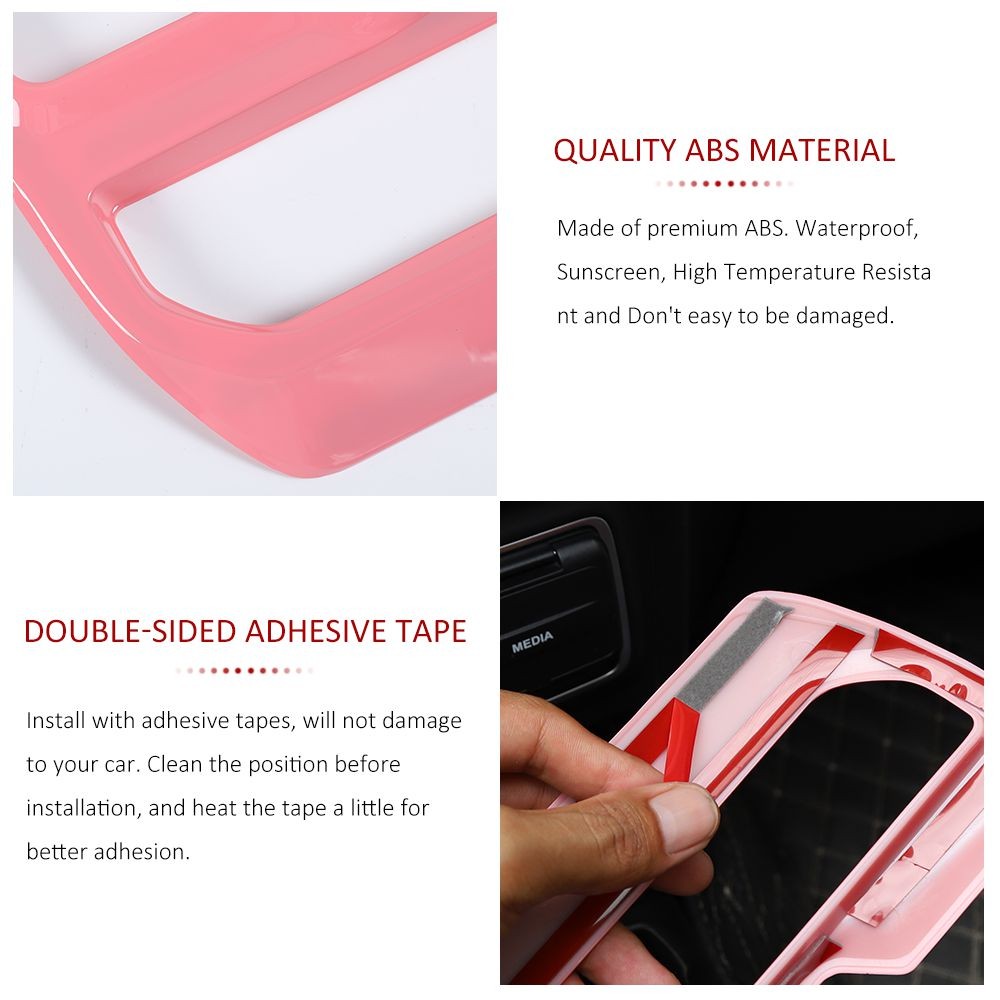 QUALITY ABS MATERIAL
Made of premium ABS. Waterproof,
Sunscreen, High Temperature Resista
nt and Don't easy to be damaged.
DOUBLE-SIDED ADHESIVE TAPE
Install with adhesive tapes, will not damage
to your car. Clean the position before
installation, and heat the tape a little for
better adhesion.
MEDIA